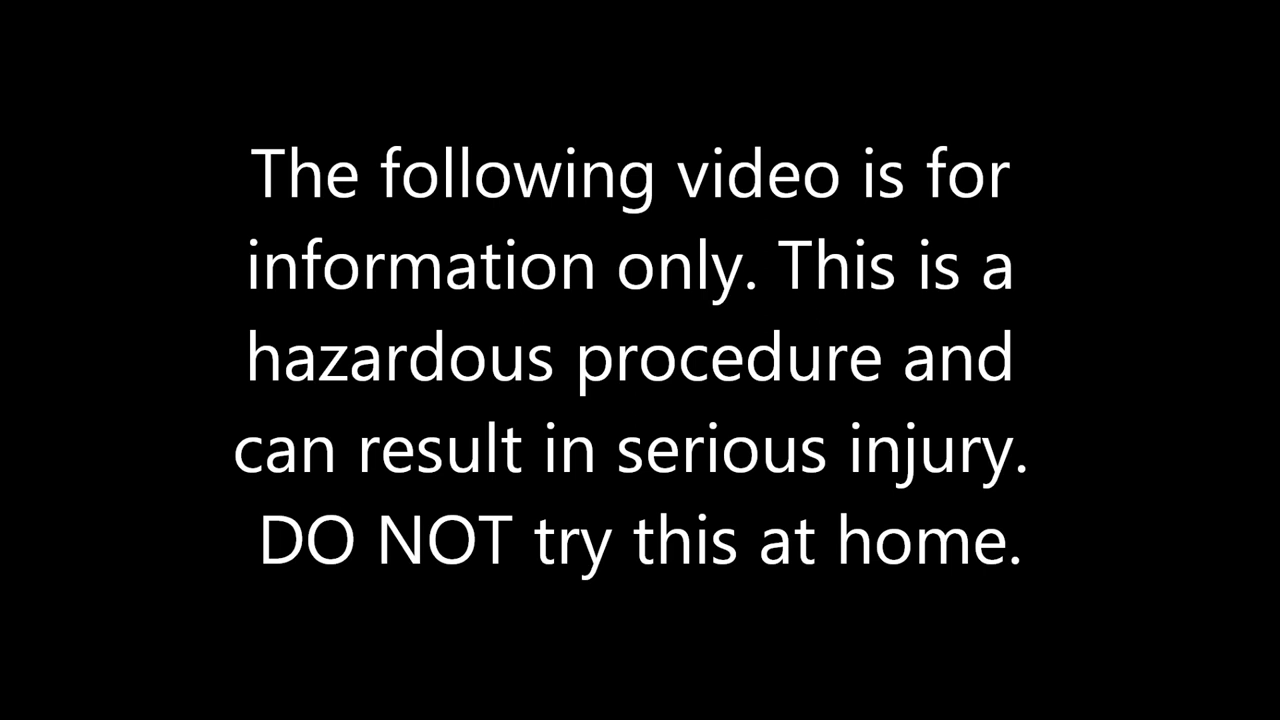 The following video is for
information only. This is a
hazardous procedure and
can result in serious injury.
DO NOT try this at home.